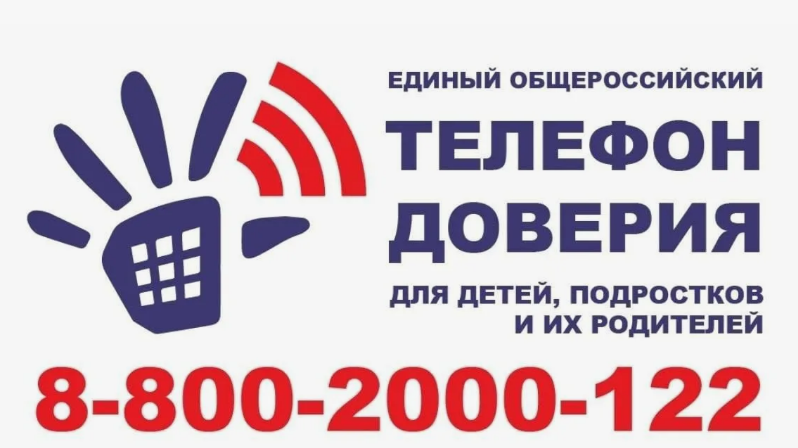 ЕДИНЫЙ ОБЩЕРОССИЙСКИЙ
ТЕЛЕФОН
ДОВЕРИЯ
ДЛЯ ДЕТЕЙ, ПОДРОСТКОВ
И ИХ РОДИТЕЛЕЙ
8-800-2000-122